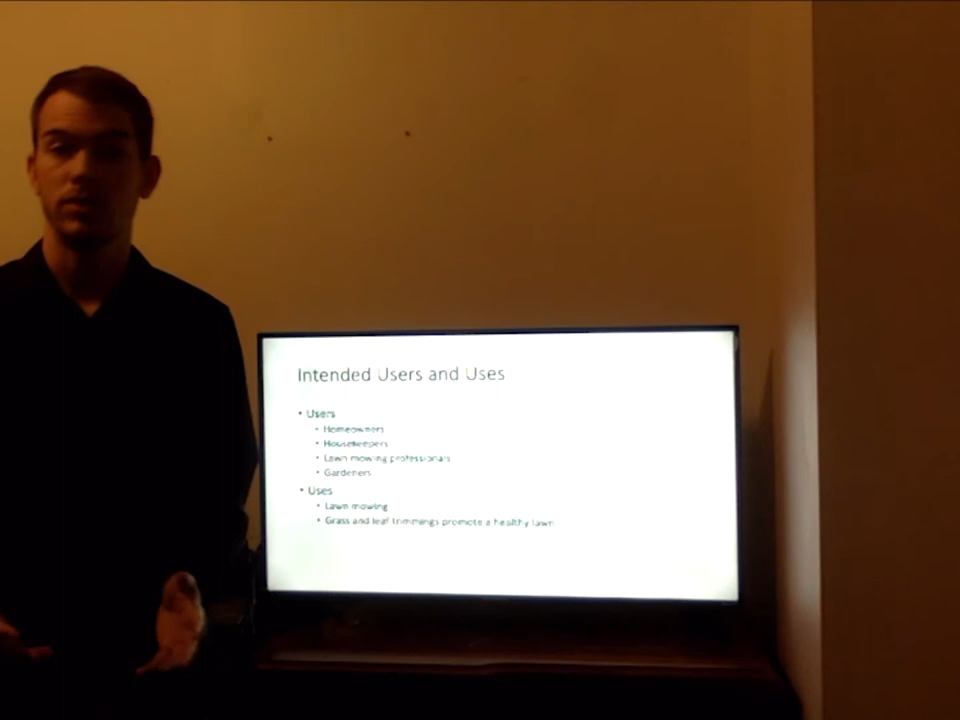 Intended Users and Uses
• Users
• Homeowners
• Housekeepers
• Lawn mowing professionals
• Gardeners
• Uses
• Lawn mowing
• Grass and leaf trimmings promote a healthy lawn